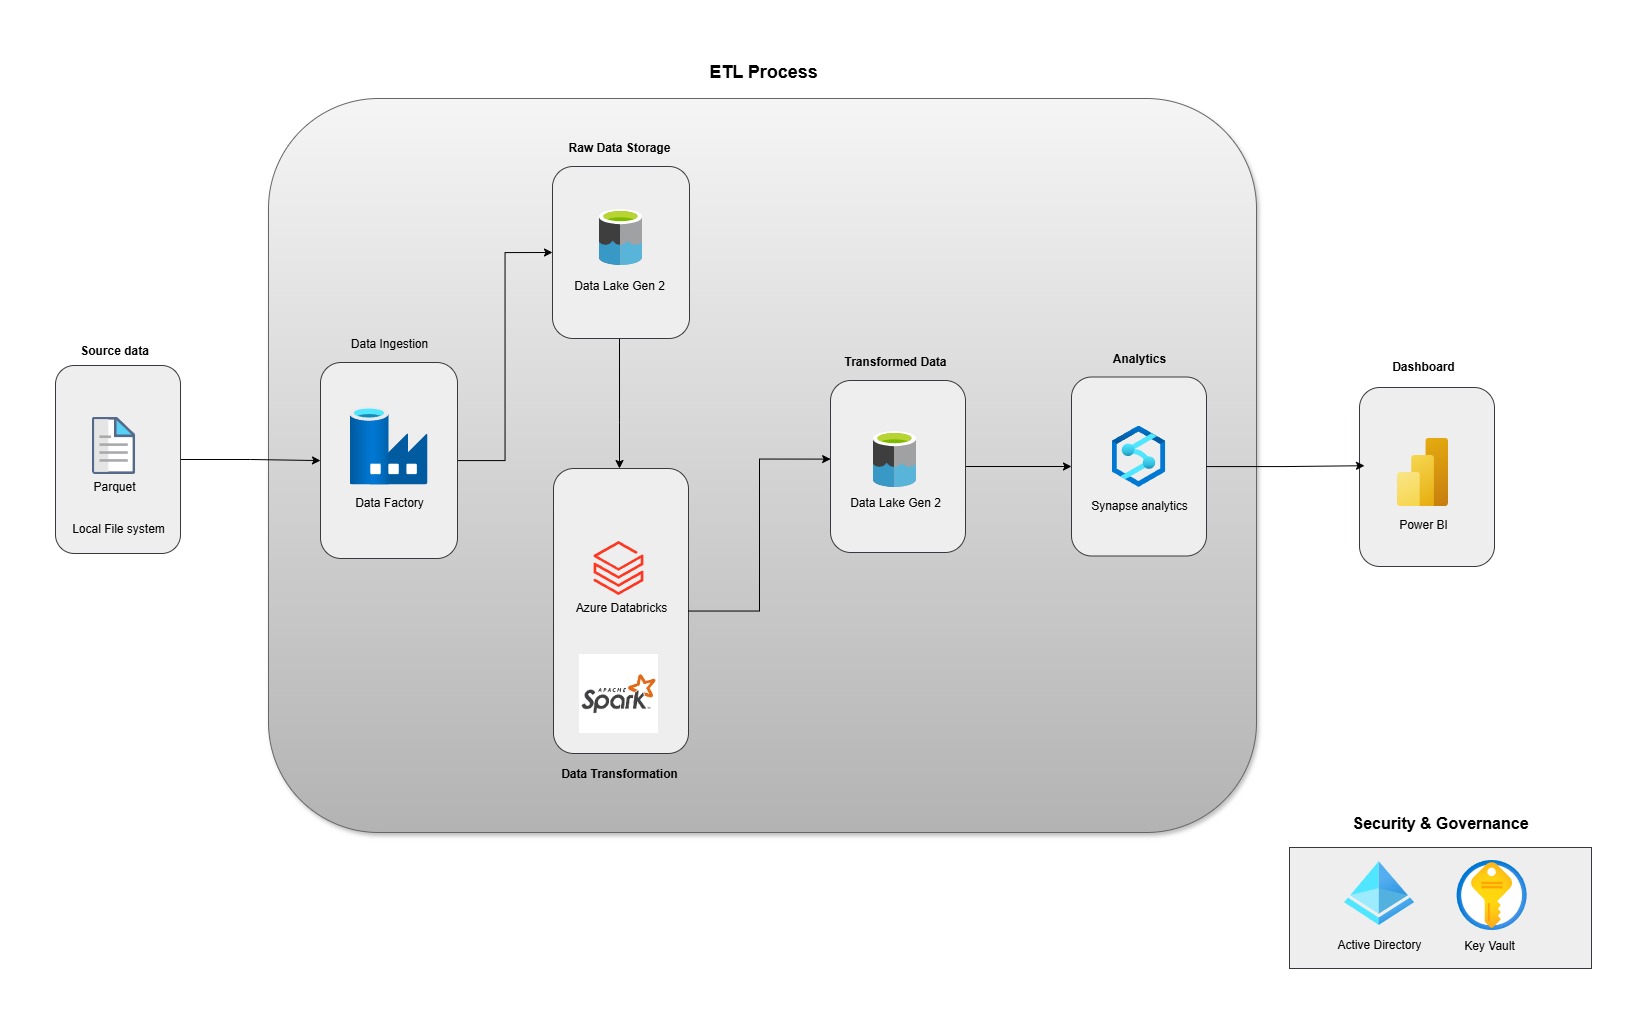 ETL Process
Raw Data Storage
Data Lake Gen 2
Source data
Parquet
Local File system
Data Ingestion
Data Factory
Azure Databricks
APACHE
Spark
Data Transformation
Transformed Data
Data Lake Gen 2
Analytics
Synapse analytics
Dashboard
Power BI
Security & Governance
Active Directory
Key Vault